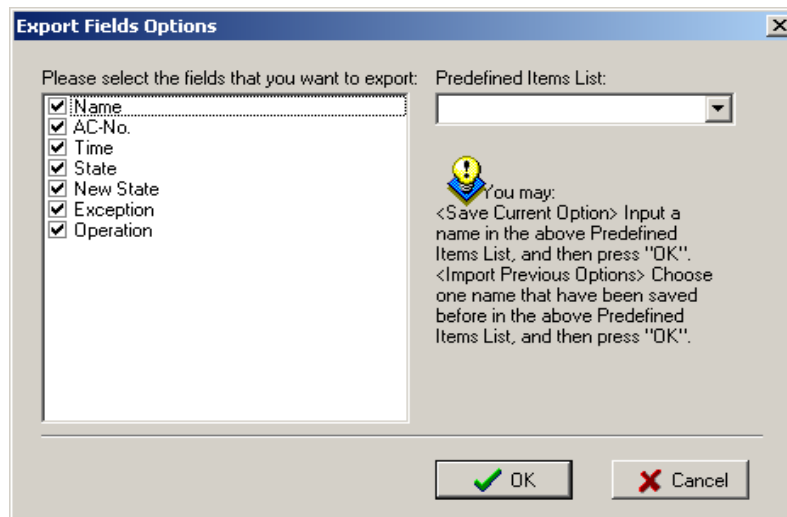 Export Fields Options
Please select the fields that you want to export:
Name
AC-No.
Time
State
New State
Exception
Operation
Predefined Items List:
You may:
<Save Current Option> Input a
name in the above Predefined
Items List, and then press "OK".
<Import Previous Options> Choose
one name that have been saved
before in the above Predefined
Items List, and then press "OK".
OK
Cancel